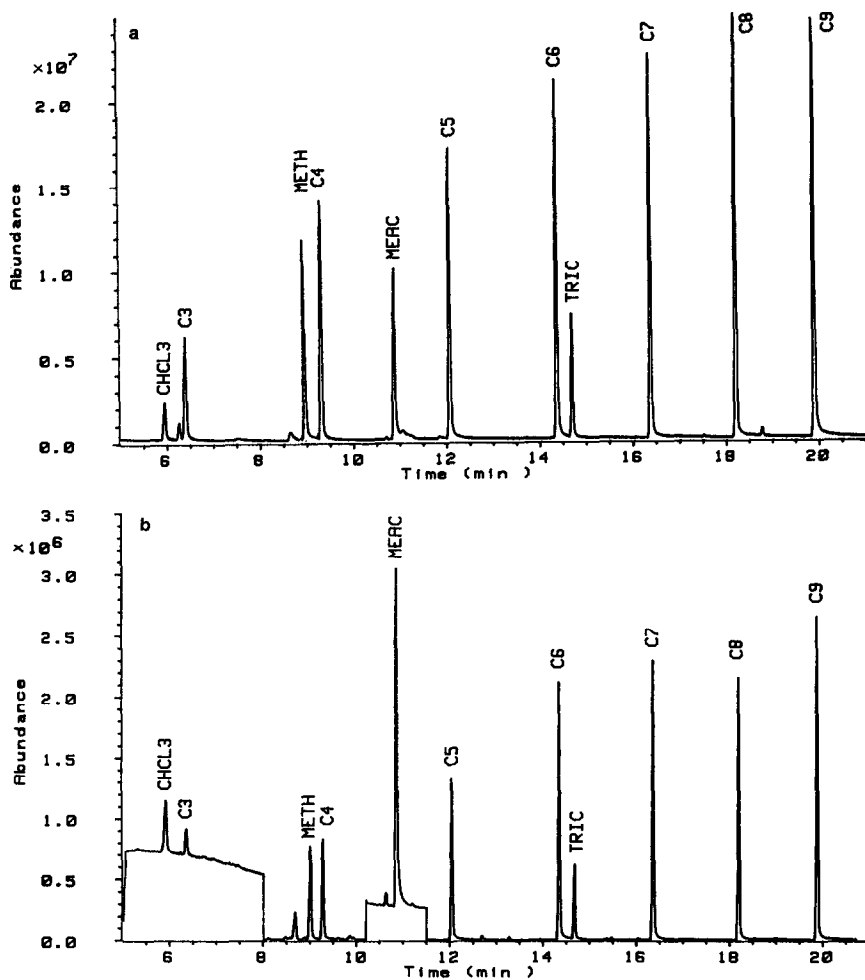 a
×10⁷
2.0
1.5
1.0
0.5
0.0
Abundance
CHCL3
C3
METH
C4
MEAC
C5
C6
TRIC
C7
C8
C9
6 8 10 12 14 16 18 20
Time (min )
b
3.5
×10⁶
3.0
2.5
2.0
1.5
1.0
0.5
0.0
Abundance
CHCL3
C3
METH
C4
MEAC
C5
C6
TRIC
C7
C8
C9
6 8 10 12 14 16 18 20
Time (min )